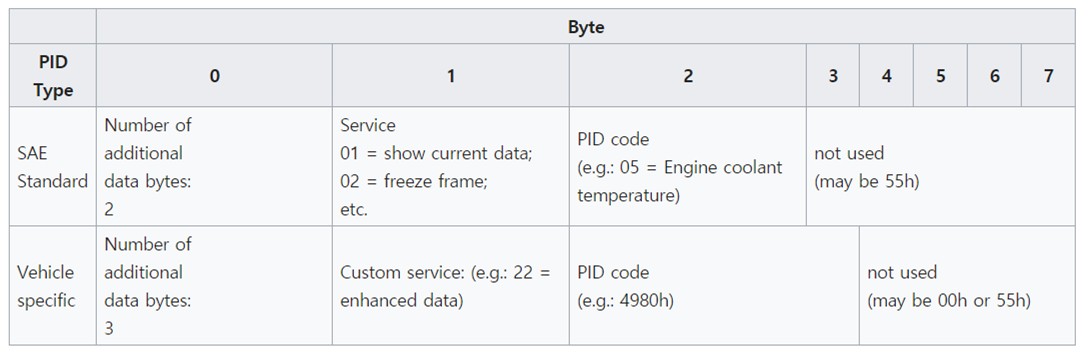 Byte
PID
Type
0
1
2
3
4
5
6
7
SAE
Standard
Number of
additional
data bytes:
2
Service
01 = show current data;
02 = freeze frame;
etc.
PID code
(e.g.: 05 = Engine coolant
temperature)
not used
(may be 55h)
Vehicle
specific
Number of
additional
data bytes:
3
Custom service: (e.g.: 22 =
enhanced data)
PID code
(e.g.: 4980h)
not used
(may be 00h or 55h)